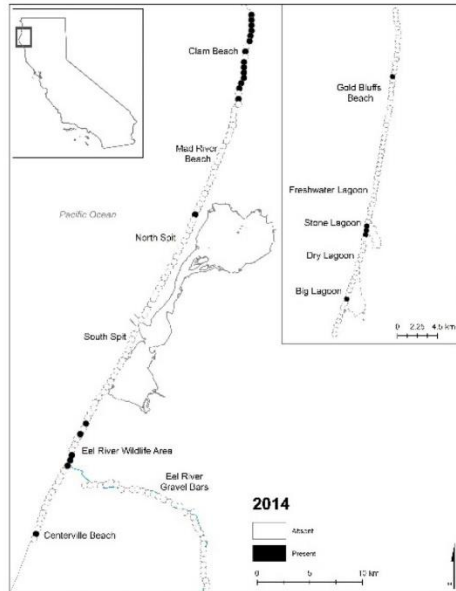 Clam Beach
Gold Bluffs
Beach
Mad River
Beach
Freshwater Lagoon
Pacific Ocean
Stone Lagoon
North Spit
Dry Lagoon
Big Lagoon
0 2.25 4.5 km
South Spit
Eel River Wildlife Area
Eel River
Gravel Bars
2014
Absent
Centerville Beach
Present
0 5 10 km